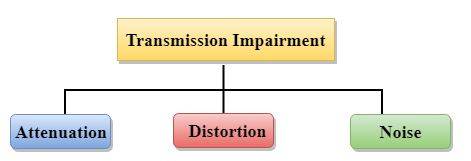 Transmission Impairment
Attenuation
Distortion
Noise